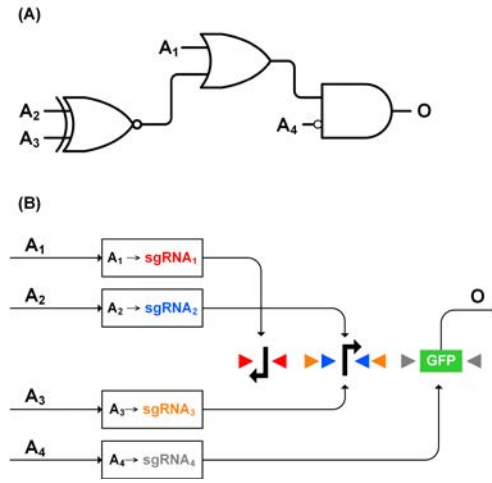 (A)
A₁
A₂
A₃
A₄
O
(B)
A₁
A₁ → sgRNA₁
A₂
A₂ → sgRNA₂
O
GFP
A₃
A₃ → sgRNA₃
A₄
A₄ → sgRNA₄